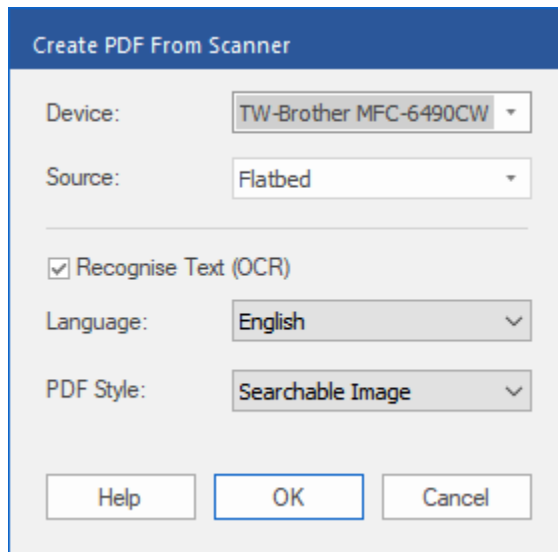 Create PDF From Scanner
Device: TW-Brother MFC-6490CW
Source: Flatbed
Recognise Text (OCR)
Language: English
PDF Style: Searchable Image
Help OK Cancel